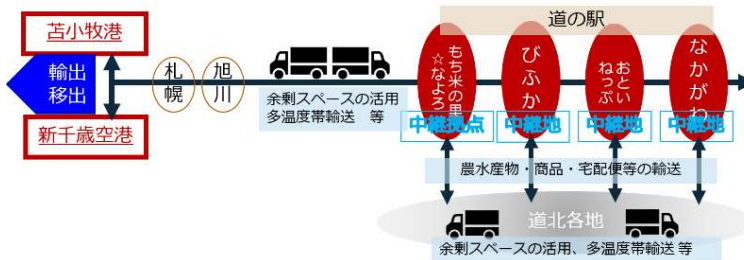 道の駅
苫小牧港
輸出
移出
新千歳空港
札幌
旭川
余剰スペースの活用
多温度帯輸送 等
もち米の里
☆なよろ
中継拠点
びふか
中継地
おとい
ねっぷ
中継地
なかがわ
中継地
農水産物・商品・宅配便等の輸送
道北各地
余剰スペースの活用、多温度帯輸送 等